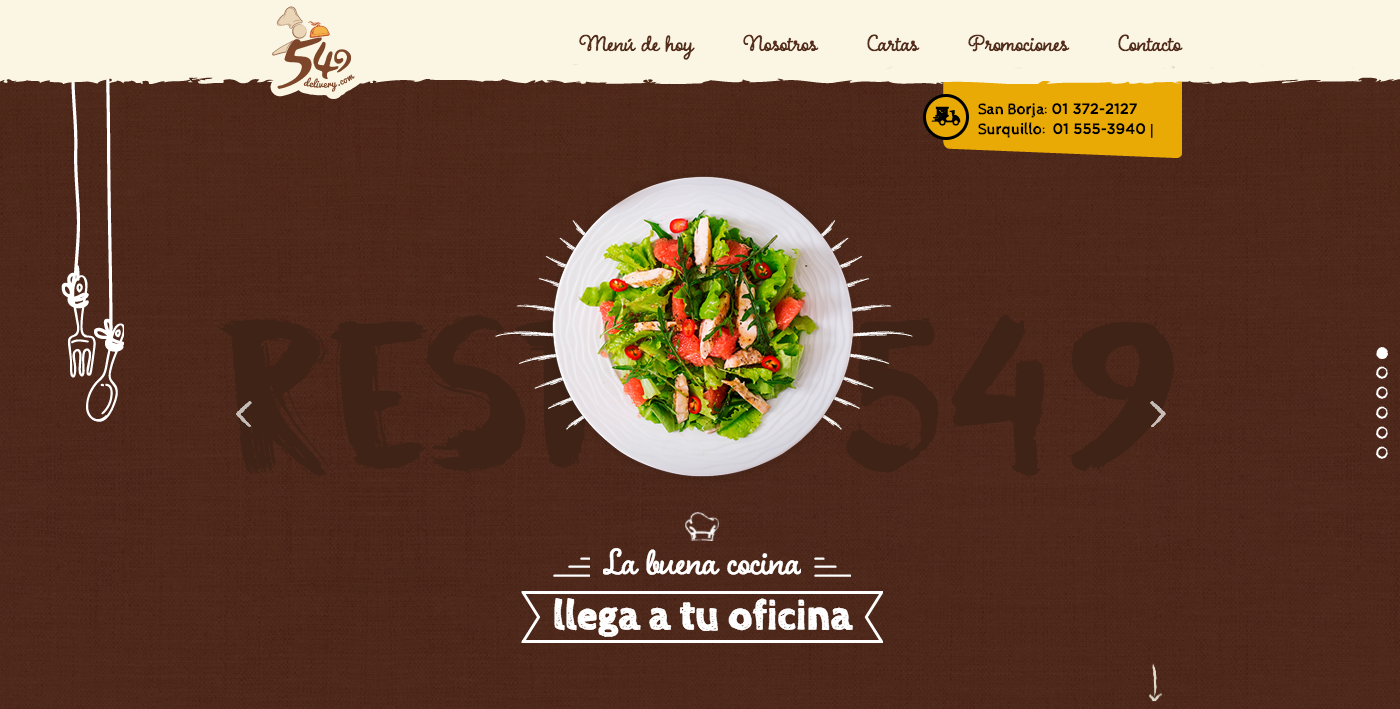 549
delivery.com
Menú de hoy
Nosotros
Cartas
Promociones
Contacto
San Borja: 01 372-2127
Surquillo: 01 555-3940 |
549
La buena cocina
llega a tu oficina